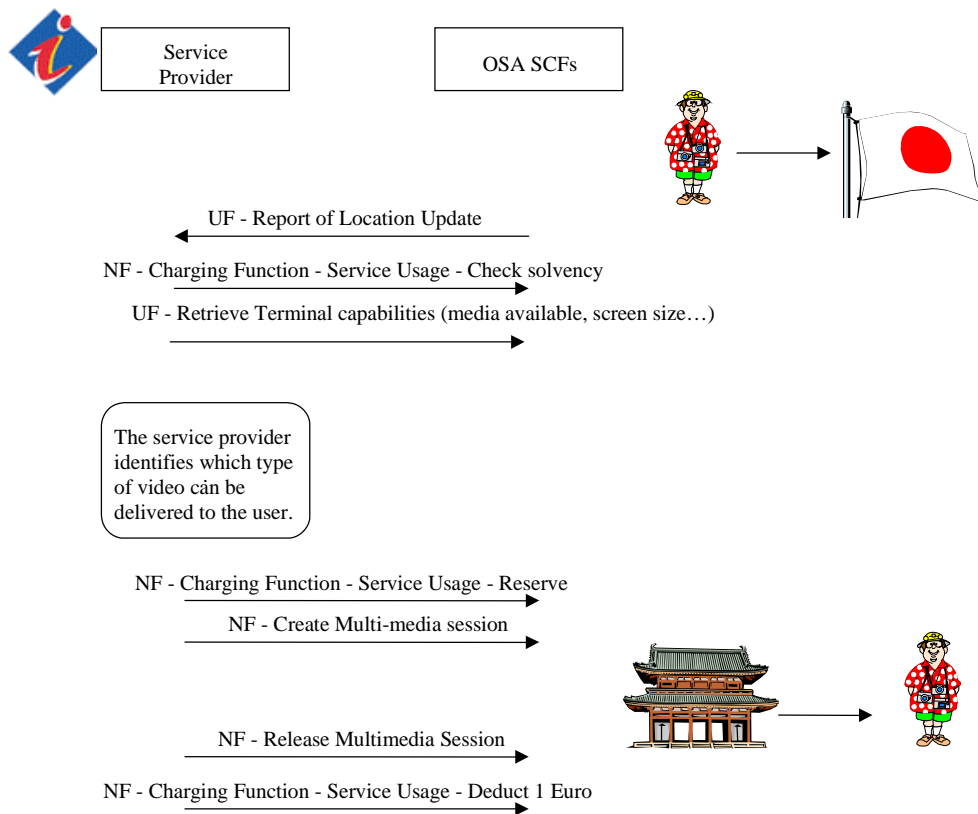 Service
Provider
OSA SCFs
UF - Report of Location Update
NF - Charging Function - Service Usage - Check solvency
UF - Retrieve Terminal capabilities (media available, screen size…)
The service provider
identifies which type
of video can be
delivered to the user.
NF - Charging Function - Service Usage - Reserve
NF - Create Multi-media session
NF - Release Multimedia Session
NF - Charging Function - Service Usage - Deduct 1 Euro